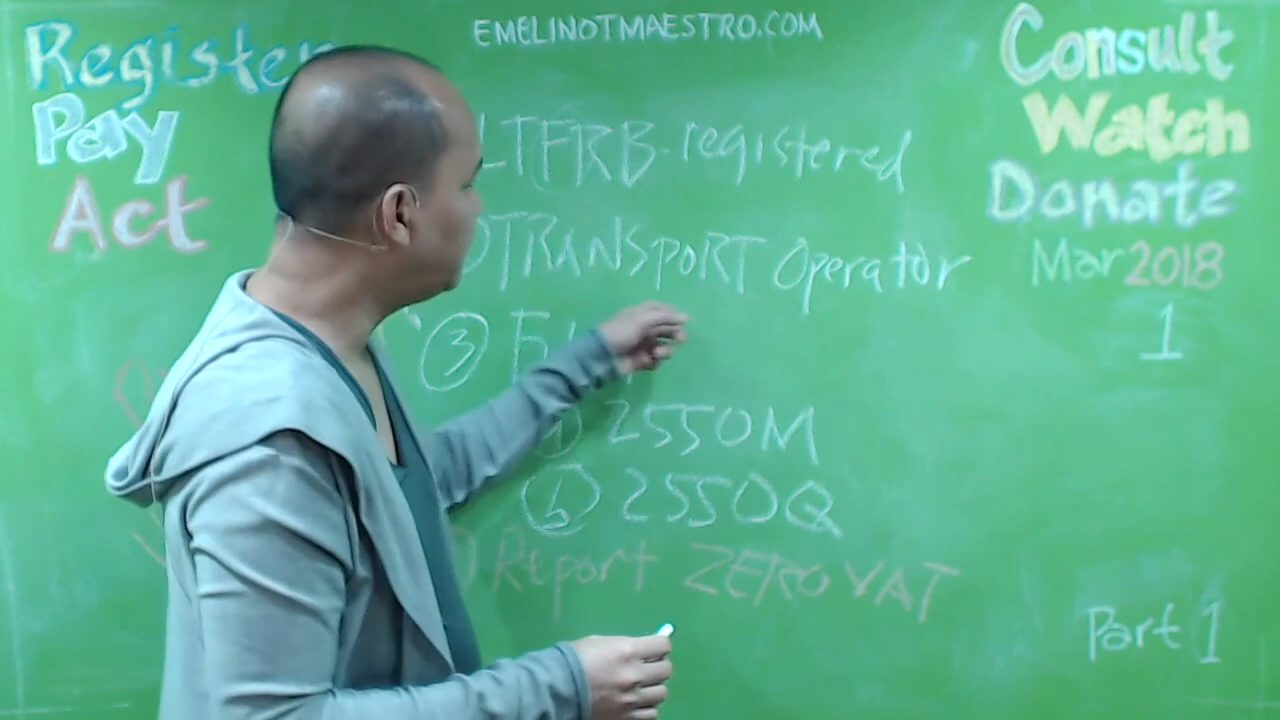 EMELINOTMAESTRO.COM
Register
Pay
Act
Consult
Watch
Donate
Mar 2018
1
LTFRB-registered
TRANSPORT Operator
③
2550M
ⓑ 2550Q
Report ZERO VAT
Part 1